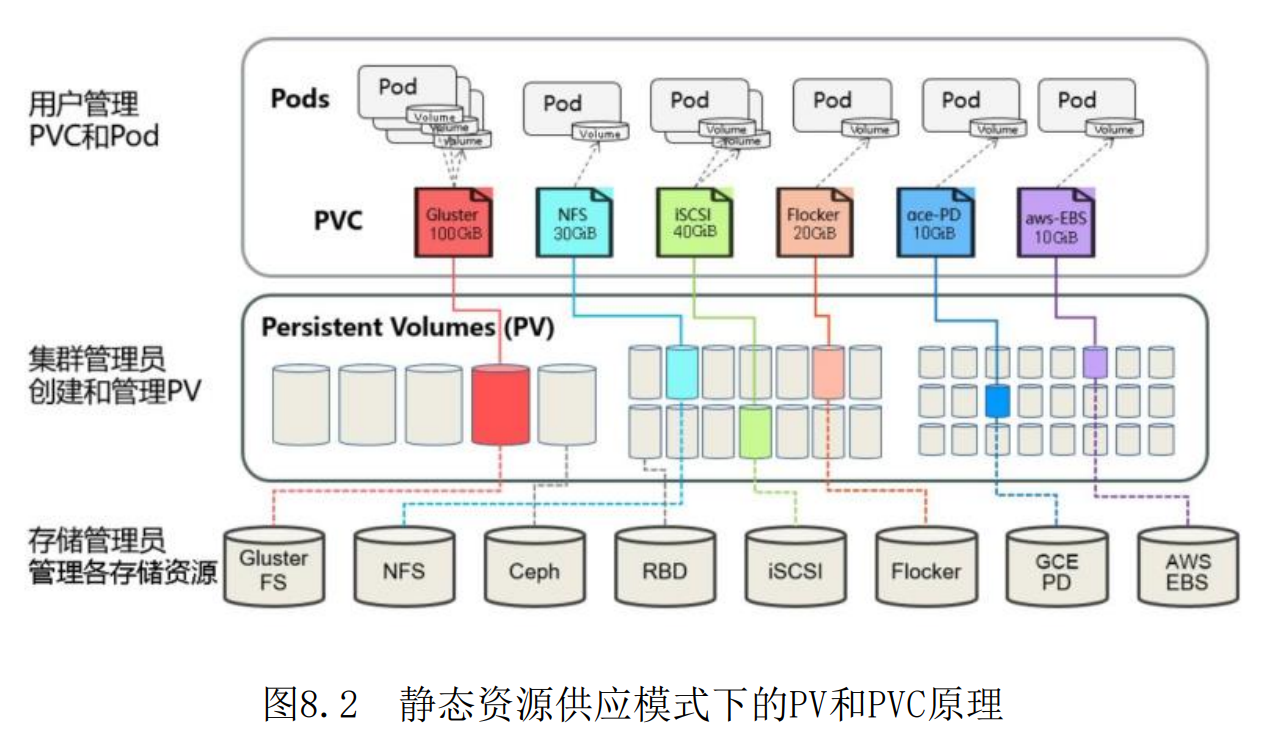 用户管理
PVC和Pod
Pods
Pod
Volume
Volume
Volume
Pod
Volume
Pod
Volume
Volume
Pod
Volume
Pod
Volume
Pod
Volume
PVC
Gluster
100GiB
NFS
30GiB
iSCSI
40GiB
Flocker
20GiB
gce-PD
10GiB
aws-EBS
10GiB
集群管理员
创建和管理PV
Persistent Volumes (PV)
存储管理员
管理各存储资源
Gluster
FS
NFS
Ceph
RBD
iSCSI
Flocker
GCE
PD
AWS
EBS
图8.2 静态资源供应模式下的PV和PVC原理